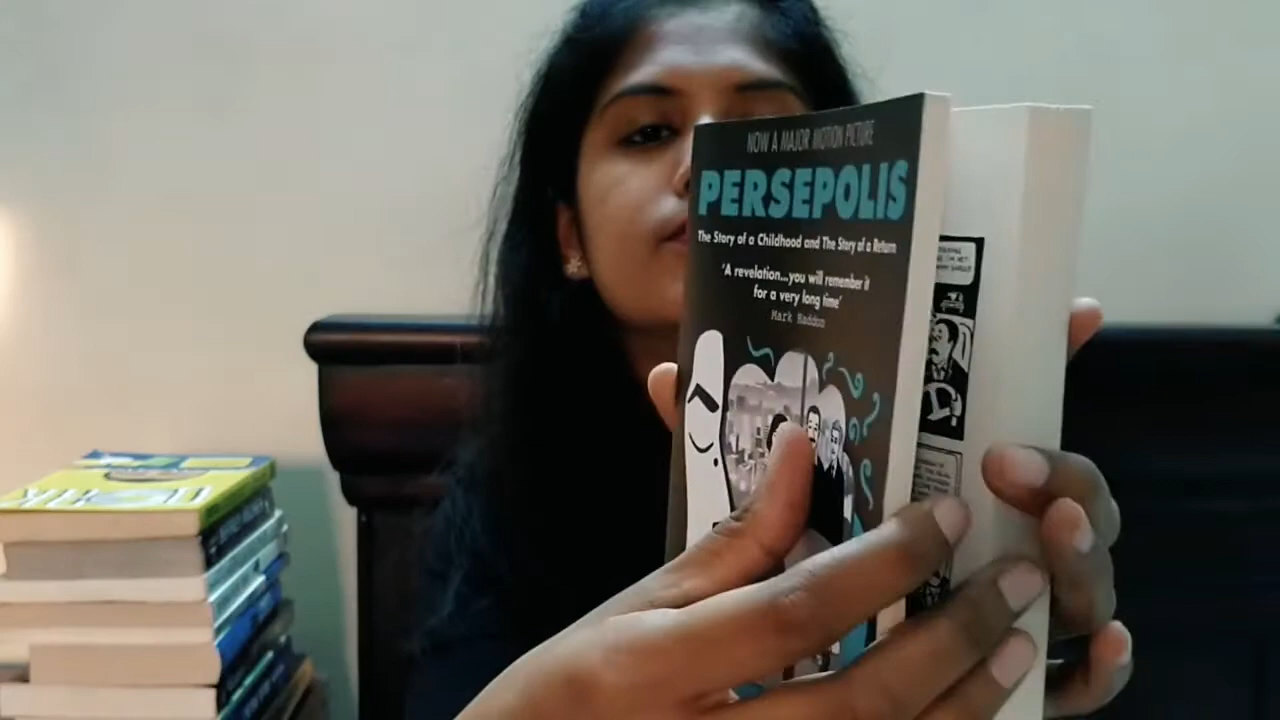 NOW A MAJOR MOTION PICTURE
PERSEPOLIS
The Story of a Childhood and The Story of a Return
'A revelation...you will remember it
for a very long time'
Mark Haddon